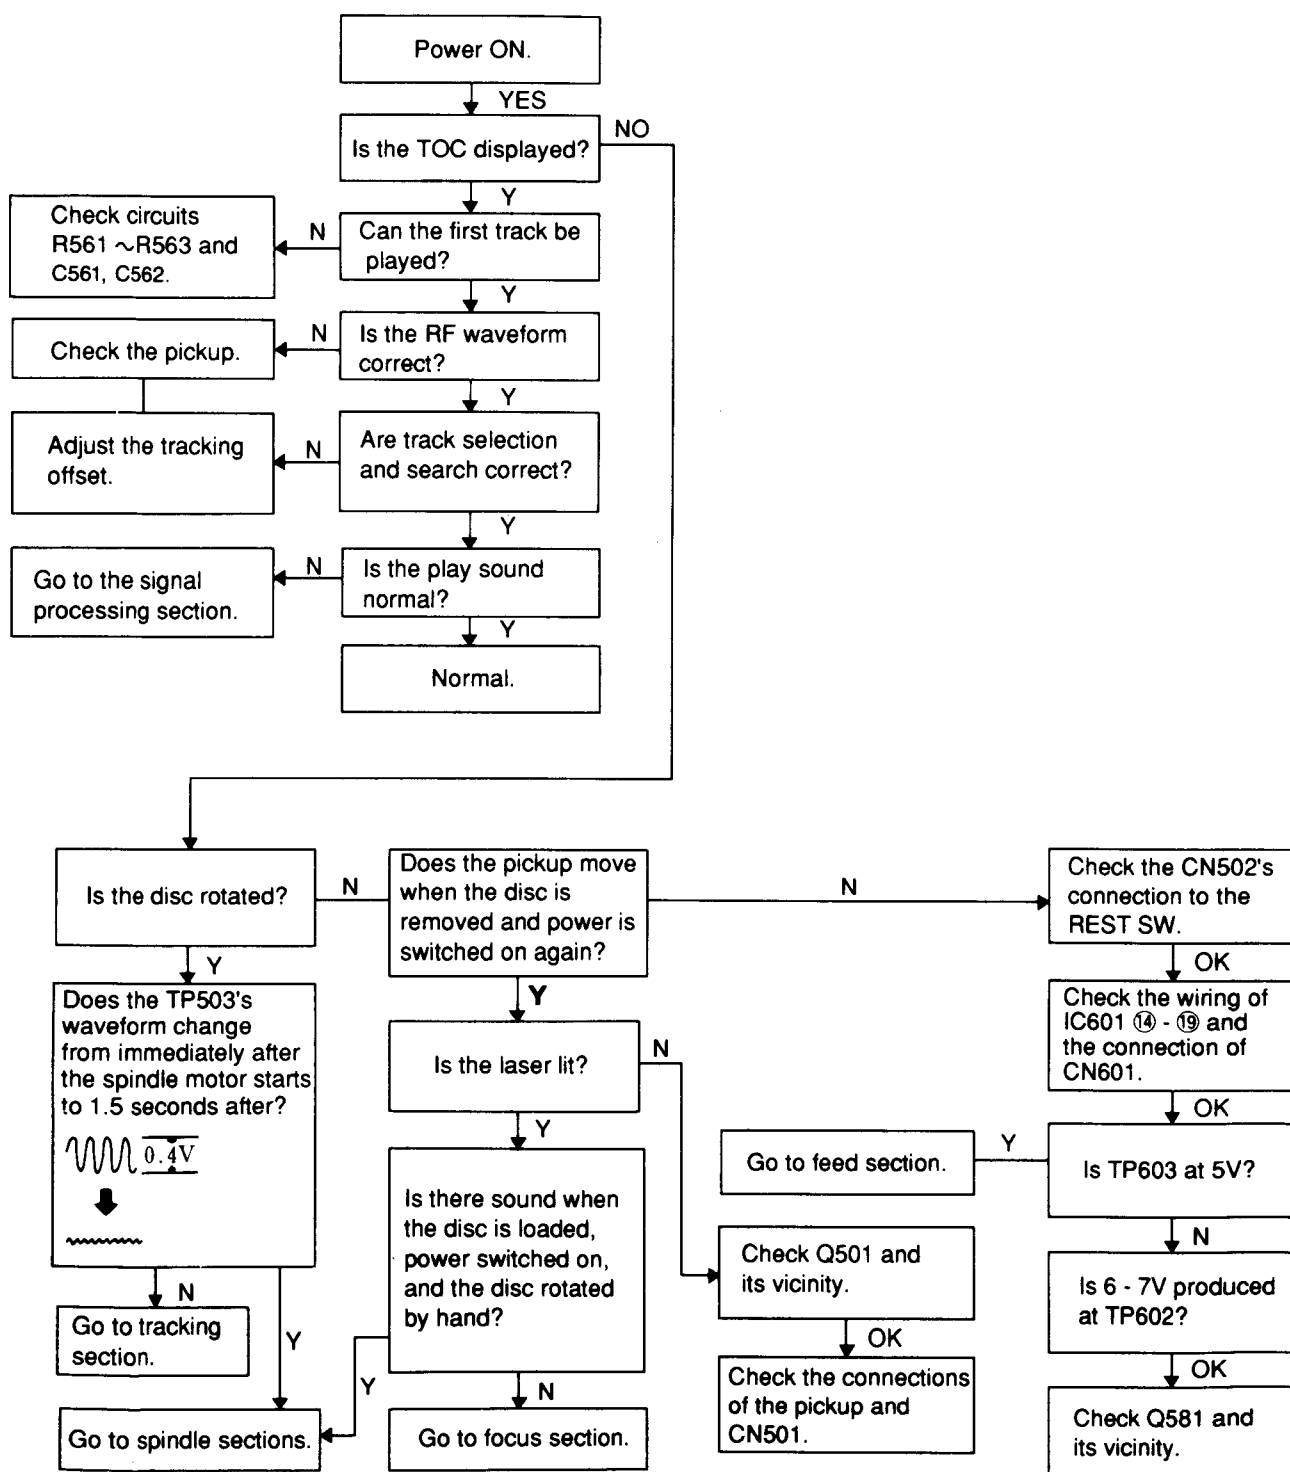 Power ON.
YES
Is the TOC displayed?
NO
Y
Check circuits
R561 ~R563 and
C561, C562.
N
Can the first track be
played?
Y
Check the pickup.
N
Is the RF waveform
correct?
Y
Adjust the tracking
offset.
N
Are track selection
and search correct?
Y
Go to the signal
processing section.
N
Is the play sound
normal?
Y
Normal.
Is the disc rotated?
N
Does the pickup move
when the disc is
removed and power is
switched on again?
N
Check the CN502's
connection to the
REST SW.
Y
Y
OK
Does the TP503's
waveform change
from immediately after
the spindle motor starts
to 1.5 seconds after?
0.4V
Is the laser lit?
N
Check the wiring of
IC601 ⑭ - ⑲ and
the connection of
CN601.
Y
OK
Is there sound when
the disc is loaded,
power switched on,
and the disc rotated
by hand?
Go to feed section.
Y
Is TP603 at 5V?
N
Check Q501 and
its vicinity.
Is 6 - 7V produced
at TP602?
N
Go to tracking
section.
Y
Y
N
OK
OK
Go to spindle sections.
Go to focus section.
Check the connections
of the pickup and
CN501.
Check Q581 and
its vicinity.